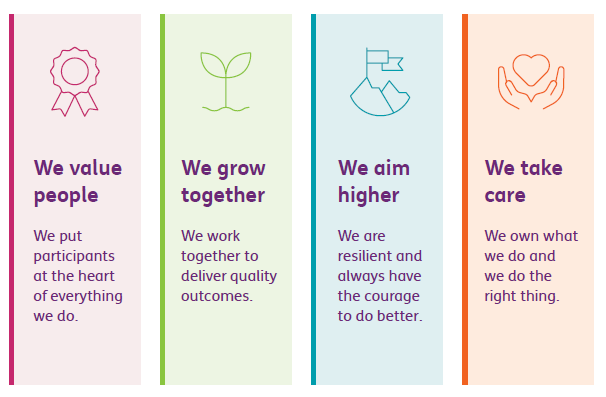 We value
people
We put
participants
at the heart
of everything
we do.
We grow
together
We work
together to
deliver quality
outcomes.
We aim
higher
We are
resilient and
always have
the courage
to do better.
We take
care
We own what
we do and
we do the
right thing.